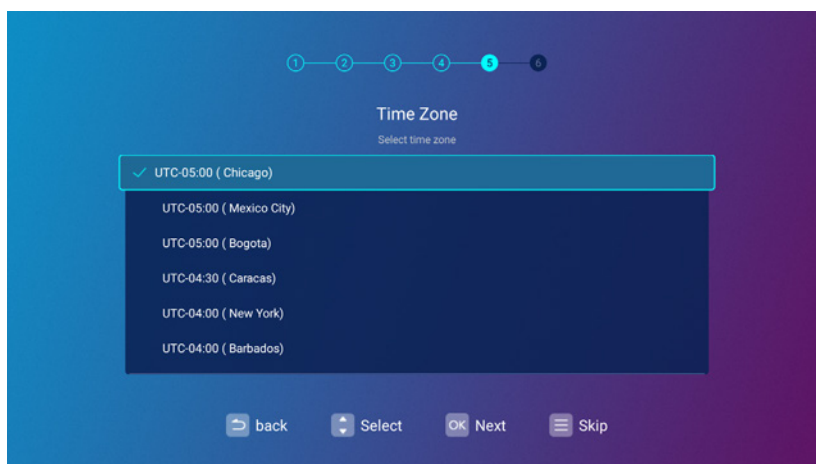 1 2 3 4 5 6
Time Zone
Select time zone
UTC-05:00 ( Chicago)
UTC-05:00 ( Mexico City)
UTC-05:00 ( Bogota)
UTC-04:30 ( Caracas)
UTC-04:00 ( New York)
UTC-04:00 ( Barbados)
back Select OK Next Skip